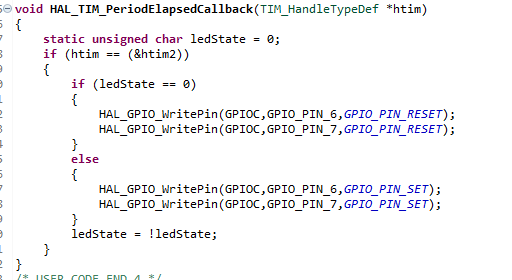 void HAL_TIM_PeriodElapsedCallback(TIM_HandleTypeDef *htim)
{
    static unsigned char ledState = 0;
    if (htim == (&htim2))
    {
        if (ledState == 0)
        {
            HAL_GPIO_WritePin(GPIOC,GPIO_PIN_6,GPIO_PIN_RESET);
            HAL_GPIO_WritePin(GPIOC,GPIO_PIN_7,GPIO_PIN_RESET);
        }
        else
        {
            HAL_GPIO_WritePin(GPIOC,GPIO_PIN_6,GPIO_PIN_SET);
            HAL_GPIO_WritePin(GPIOC,GPIO_PIN_7,GPIO_PIN_SET);
        }
        ledState = !ledState;
    }
}
/* USER CODE END 4 */